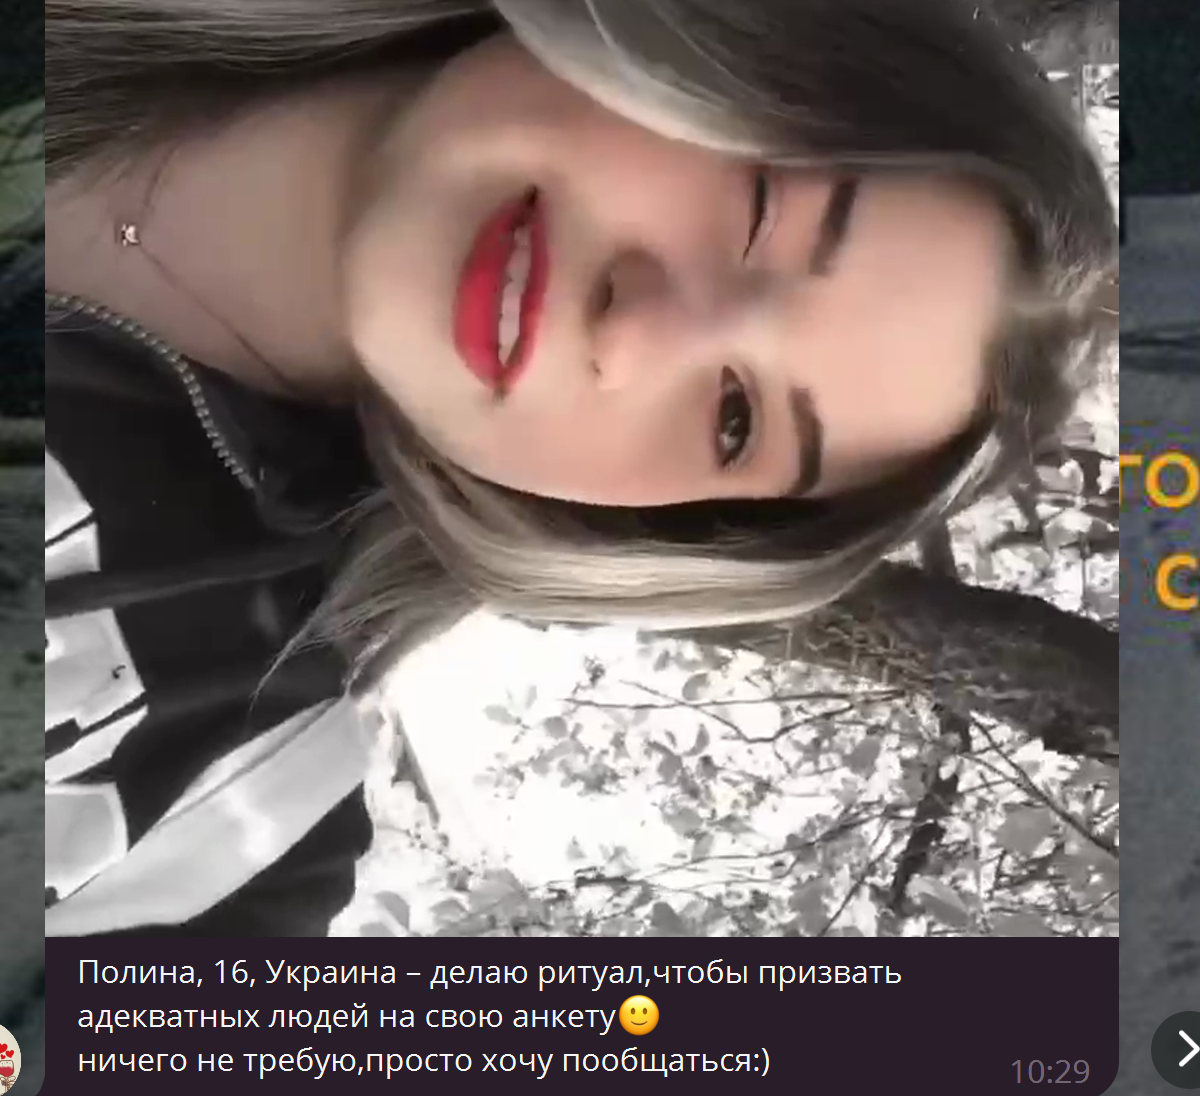 Полина, 16, Украина – делаю ритуал,чтобы призвать
адекватных людей на свою анкету🙂
ничего не требую,просто хочу пообщаться:)
10:29